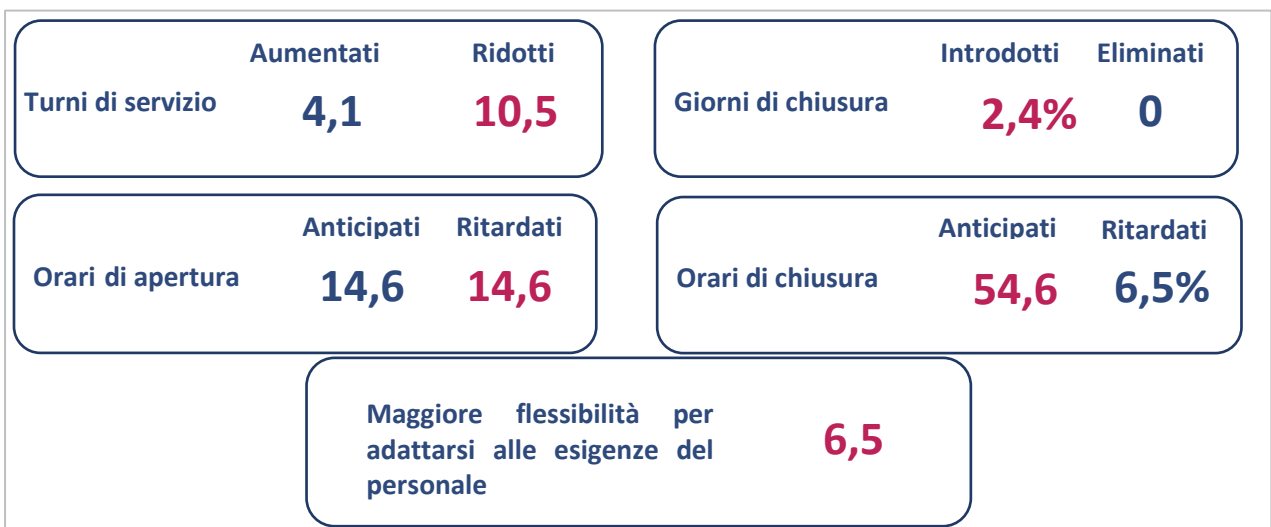 Aumentati Ridotti
Turni di servizio 4,1 10,5
Introdotti Eliminati
Giorni di chiusura 2,4% 0
Anticipati Ritardati
Orari di apertura 14,6 14,6
Anticipati Ritardati
Orari di chiusura 54,6 6,5%
Maggiore flessibilità per
adattarsi alle esigenze del
personale
6,5